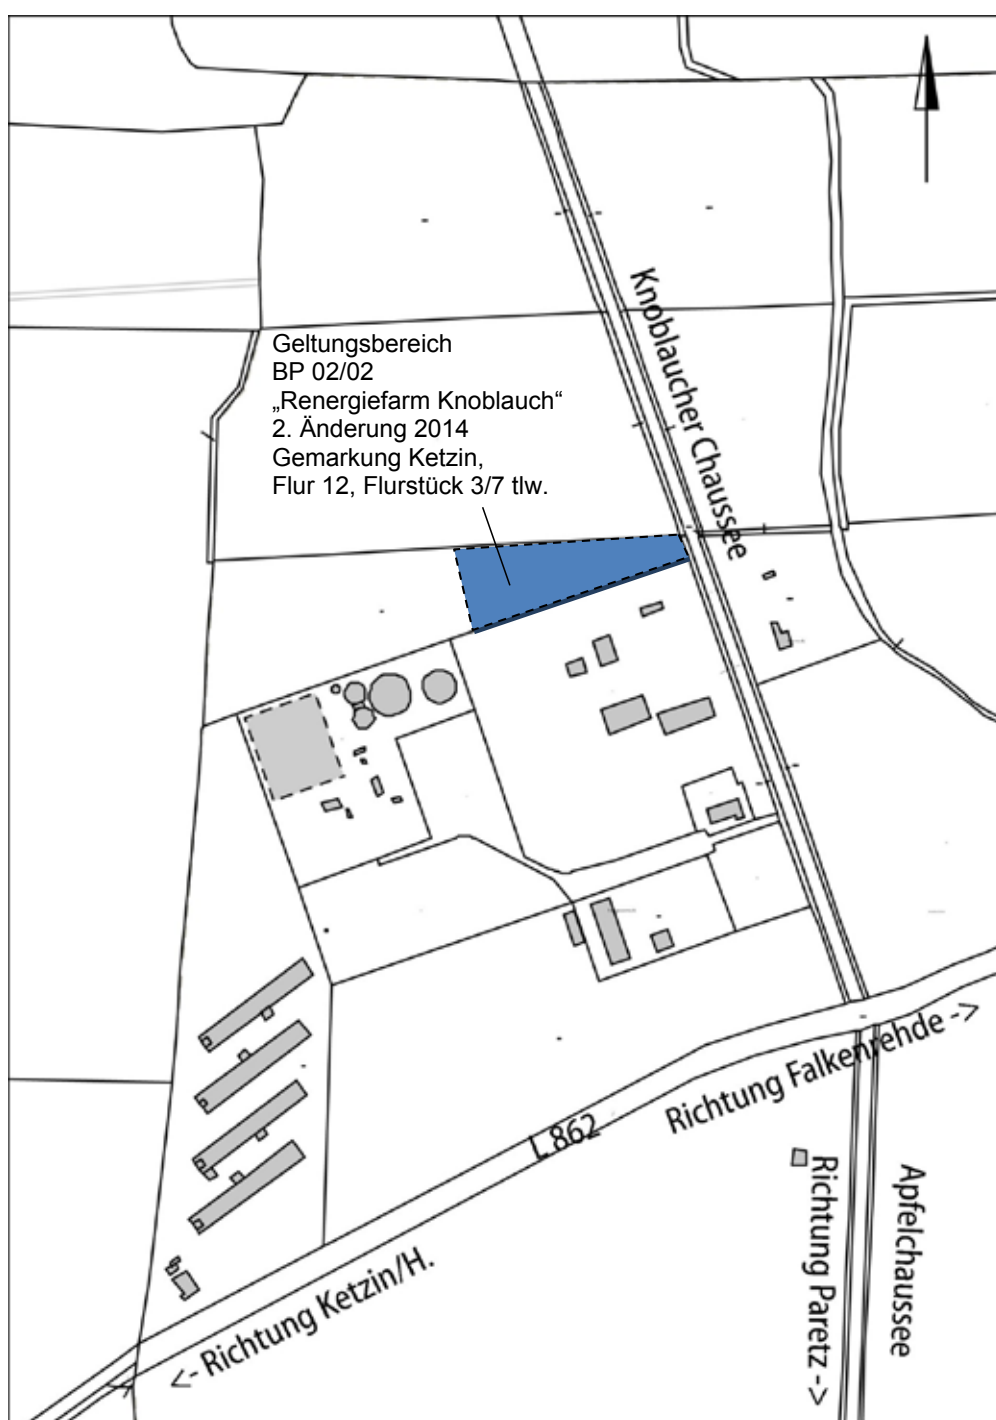 Knoblaucher Chaussee
Geltungsbereich
BP 02/02
„Renergiefarm Knoblauch“
2. Änderung 2014
Gemarkung Ketzin,
Flur 12, Flurstück 3/7 tlw.
Richtung Falkenrehde ->
L 862
<- Richtung Ketzin/H.
Richtung Paretz ->
Apfelchaussee